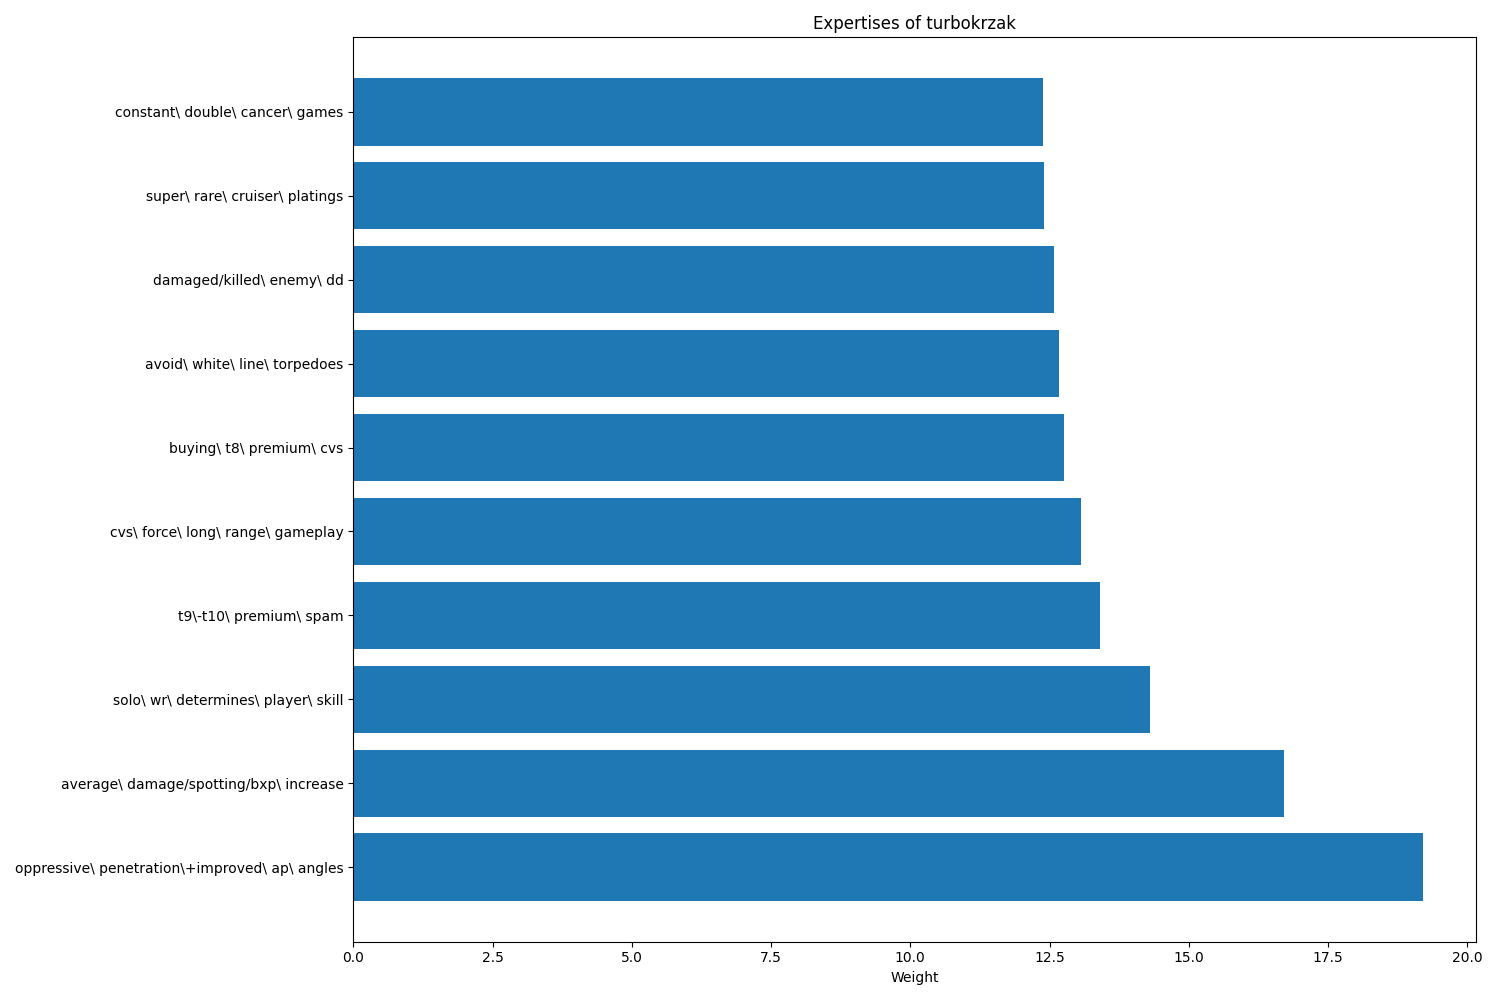 Expertises of turbokrzak
constant\ double\ cancer\ games
super\ rare\ cruiser\ platings
damaged/killed\ enemy\ dd
avoid\ white\ line\ torpedoes
buying\ t8\ premium\ cvs
cvs\ force\ long\ range\ gameplay
t9\-t10\ premium\ spam
solo\ wr\ determines\ player\ skill
average\ damage/spotting/bxp\ increase
oppressive\ penetration\+improved\ ap\ angles
0.0 2.5 5.0 7.5 10.0 12.5 15.0 17.5 20.0
Weight